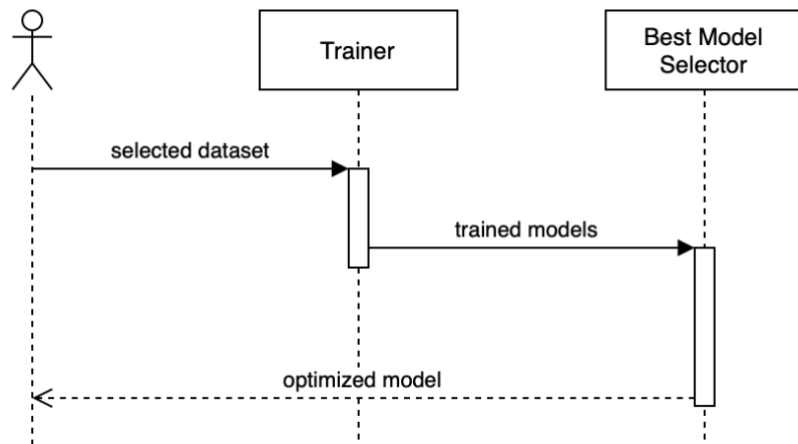 Trainer
Best Model
Selector
selected dataset
trained models
optimized model